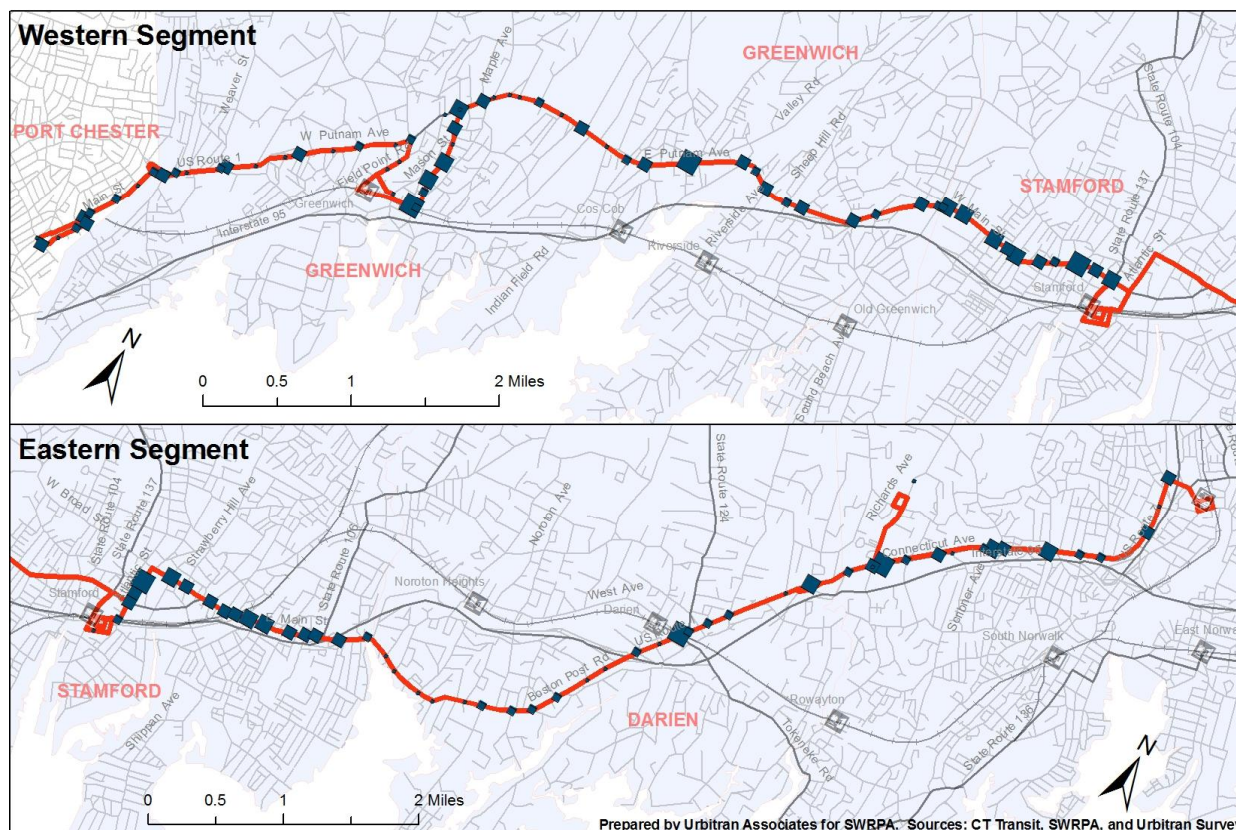 Western Segment
GREENWICH
PORT CHESTER
Weaver St
Maple Ave
W Putnam Ave
US Route 1
Main St
Field Point Rd
Mason St
Greenwich
Interstate 95
GREENWICH
E Putnam Ave
Valley Rd
Sheep Hill Rd
Cos Cob
Riverside
Riverside Ave
Indian Field Rd
Old Greenwich
Sound Beach Ave
W Main St
STAMFORD
State Route 104
State Route 137
Atlantic St
Stamford
N
0 0.5 1 2 Miles
Eastern Segment
W Broad St
State Route 104
State Route 137
Strawberry Hill Ave
Atlantic St
Stamford
E Main St
State Route 106
STAMFORD
Shippan Ave
Noroton Heights
Noroton Ave
West Ave
Darien
State Route 124
US Route
Boston Post Rd
DARIEN
Richards Ave
Connecticut Ave
Interstate 95
Scribner Ave
South Norwalk
East Norwa
Rowayton
Tokeneke Rd
State Route 136
N
0 0.5 1 2 Miles
Prepared by Urbitran Associates for SWRPA. Sources: CT Transit, SWRPA, and Urbitran Survey